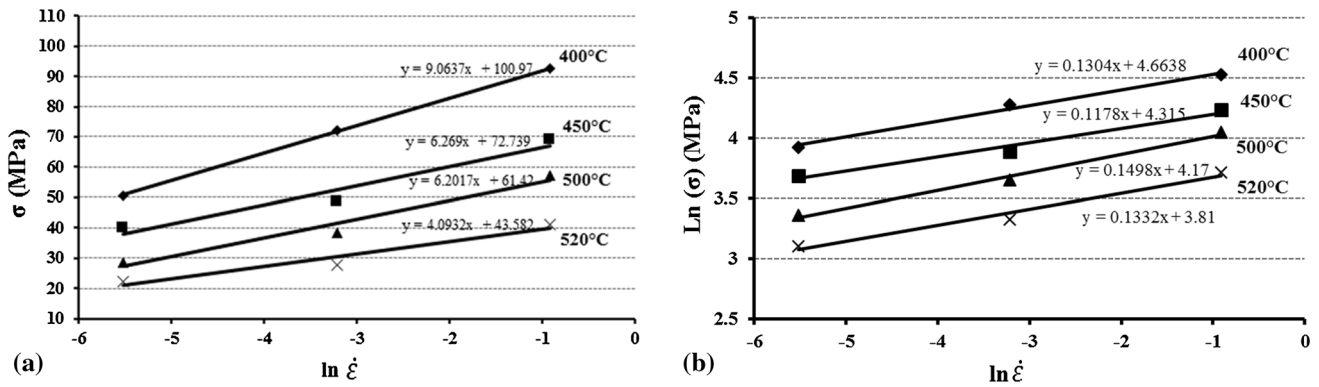 110
100
90
80
70
60
50
40
30
20
10
σ (MPa)
-6 -5 -4 -3 -2 -1 0
ln ε̇
400°C
y = 9.0637x + 100.97
450°C
y = 6.269x + 72.739
500°C
y = 6.2017x + 61.42
520°C
y = 4.0932x + 43.582
(a)
5
4.5
4
3.5
3
2.5
Ln (σ) (MPa)
-6 -5 -4 -3 -2 -1 0
ln ε̇
400°C
y = 0.1304x + 4.6638
450°C
y = 0.1178x + 4.315
500°C
y = 0.1498x + 4.17
520°C
y = 0.1332x + 3.81
(b)